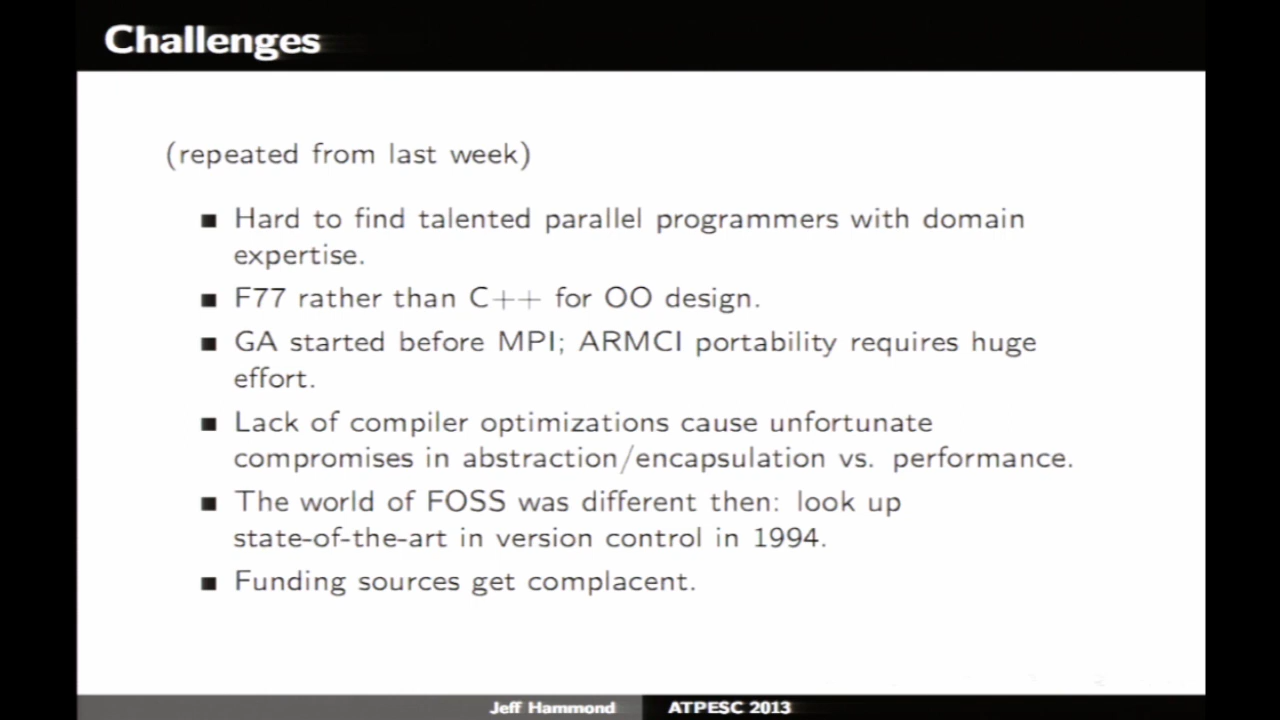 Challenges
(repeated from last week)
Hard to find talented parallel programmers with domain
expertise.
F77 rather than C++ for OO design.
GA started before MPI; ARMCI portability requires huge
effort.
Lack of compiler optimizations cause unfortunate
compromises in abstraction/encapsulation vs. performance.
The world of FOSS was different then: look up
state-of-the-art in version control in 1994.
Funding sources get complacent.
Jeff Hammond ATPESC 2013